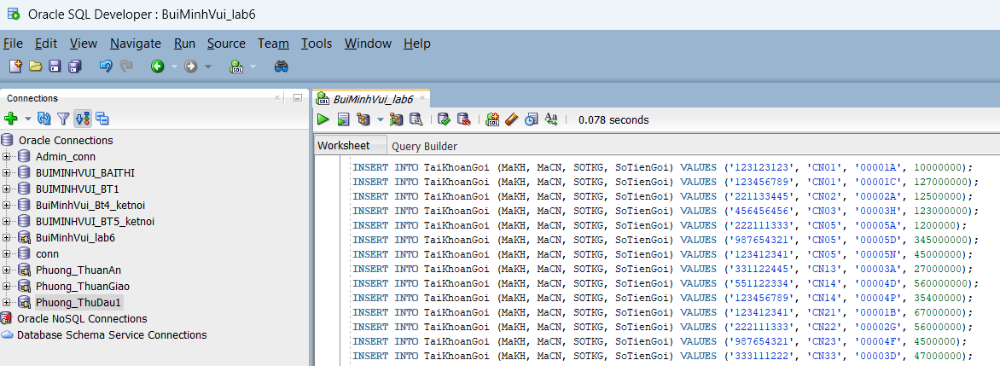 Oracle SQL Developer : BuiMinhVui_lab6
File Edit View Navigate Run Source Team Tools Window Help
Connections
BuiMinhVui_lab6
0.078 seconds
Worksheet Query Builder
Oracle Connections
Admin_conn
BUIMINHVUI_BAITHI
BUIMINHVUI_BT1
BuiMinhVui_Bt4_ketnoi
BUIMINHVUI_BT5_ketnoi
BuiMinhVui_lab6
conn
Phuong_ThuanAn
Phuong_ThuanGiao
Phuong_ThuDau1
Oracle NoSQL Connections
Database Schema Service Connections
INSERT INTO TaiKhoanGoi (MaKH, MaCN, SOTKG, SoTienGoi) VALUES ('123123123', 'CN01', '00001A', 10000000);
INSERT INTO TaiKhoanGoi (MaKH, MaCN, SOTKG, SoTienGoi) VALUES ('123456789', 'CN01', '00001C', 127000000);
INSERT INTO TaiKhoanGoi (MaKH, MaCN, SOTKG, SoTienGoi) VALUES ('221133445', 'CN02', '00002A', 12500000);
INSERT INTO TaiKhoanGoi (MaKH, MaCN, SOTKG, SoTienGoi) VALUES ('456456456', 'CN03', '00003H', 123000000);
INSERT INTO TaiKhoanGoi (MaKH, MaCN, SOTKG, SoTienGoi) VALUES ('222111333', 'CN05', '00005A', 1200000);
INSERT INTO TaiKhoanGoi (MaKH, MaCN, SOTKG, SoTienGoi) VALUES ('987654321', 'CN05', '00005D', 345000000);
INSERT INTO TaiKhoanGoi (MaKH, MaCN, SOTKG, SoTienGoi) VALUES ('123412341', 'CN05', '00005N', 45000000);
INSERT INTO TaiKhoanGoi (MaKH, MaCN, SOTKG, SoTienGoi) VALUES ('331122445', 'CN13', '00003A', 27000000);
INSERT INTO TaiKhoanGoi (MaKH, MaCN, SOTKG, SoTienGoi) VALUES ('551122334', 'CN14', '00004D', 560000000);
INSERT INTO TaiKhoanGoi (MaKH, MaCN, SOTKG, SoTienGoi) VALUES ('123456789', 'CN14', '00004P', 35400000);
INSERT INTO TaiKhoanGoi (MaKH, MaCN, SOTKG, SoTienGoi) VALUES ('123412341', 'CN21', '00001B', 67000000);
INSERT INTO TaiKhoanGoi (MaKH, MaCN, SOTKG, SoTienGoi) VALUES ('222111333', 'CN22', '00002G', 56000000);
INSERT INTO TaiKhoanGoi (MaKH, MaCN, SOTKG, SoTienGoi) VALUES ('987654321', 'CN23', '00004F', 4500000);
INSERT INTO TaiKhoanGoi (MaKH, MaCN, SOTKG, SoTienGoi) VALUES ('333111222', 'CN33', '00003D', 47000000);